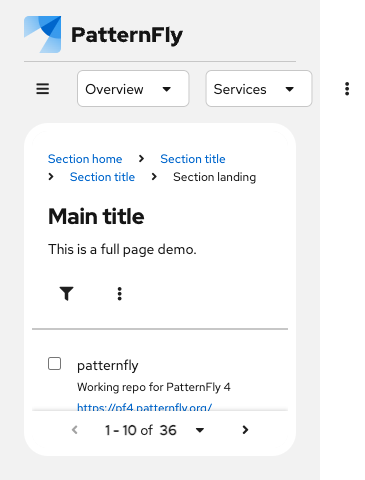 PatternFly
Overview Services
Section home Section title
Section title Section landing
Main title
This is a full page demo.
patternfly
Working repo for PatternFly 4
https://pf4.patternfly.org/
1 - 10 of 36